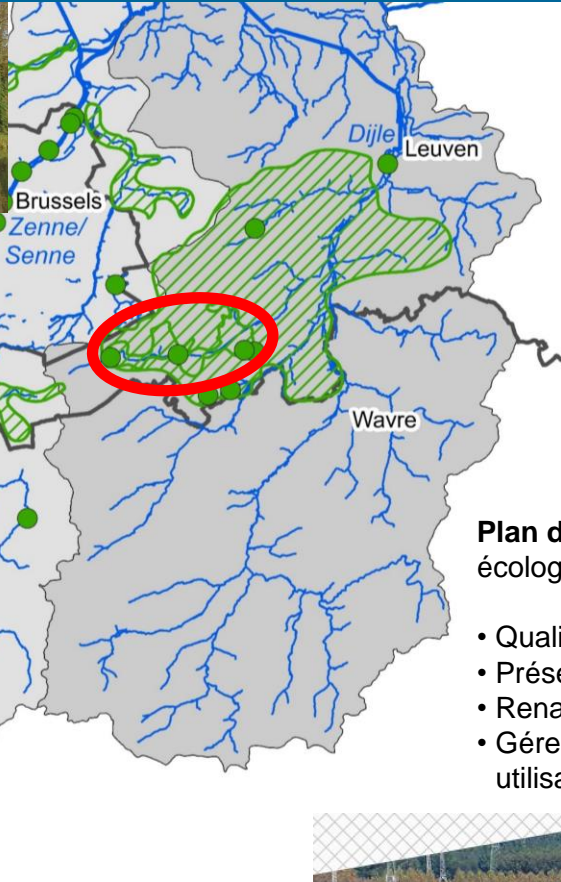 Dijle
Leuven
Brussels
Zenne/
Senne
Wavre
Plan d
écolog
• Quali
• Prése
• Rena
• Gére
utilisa